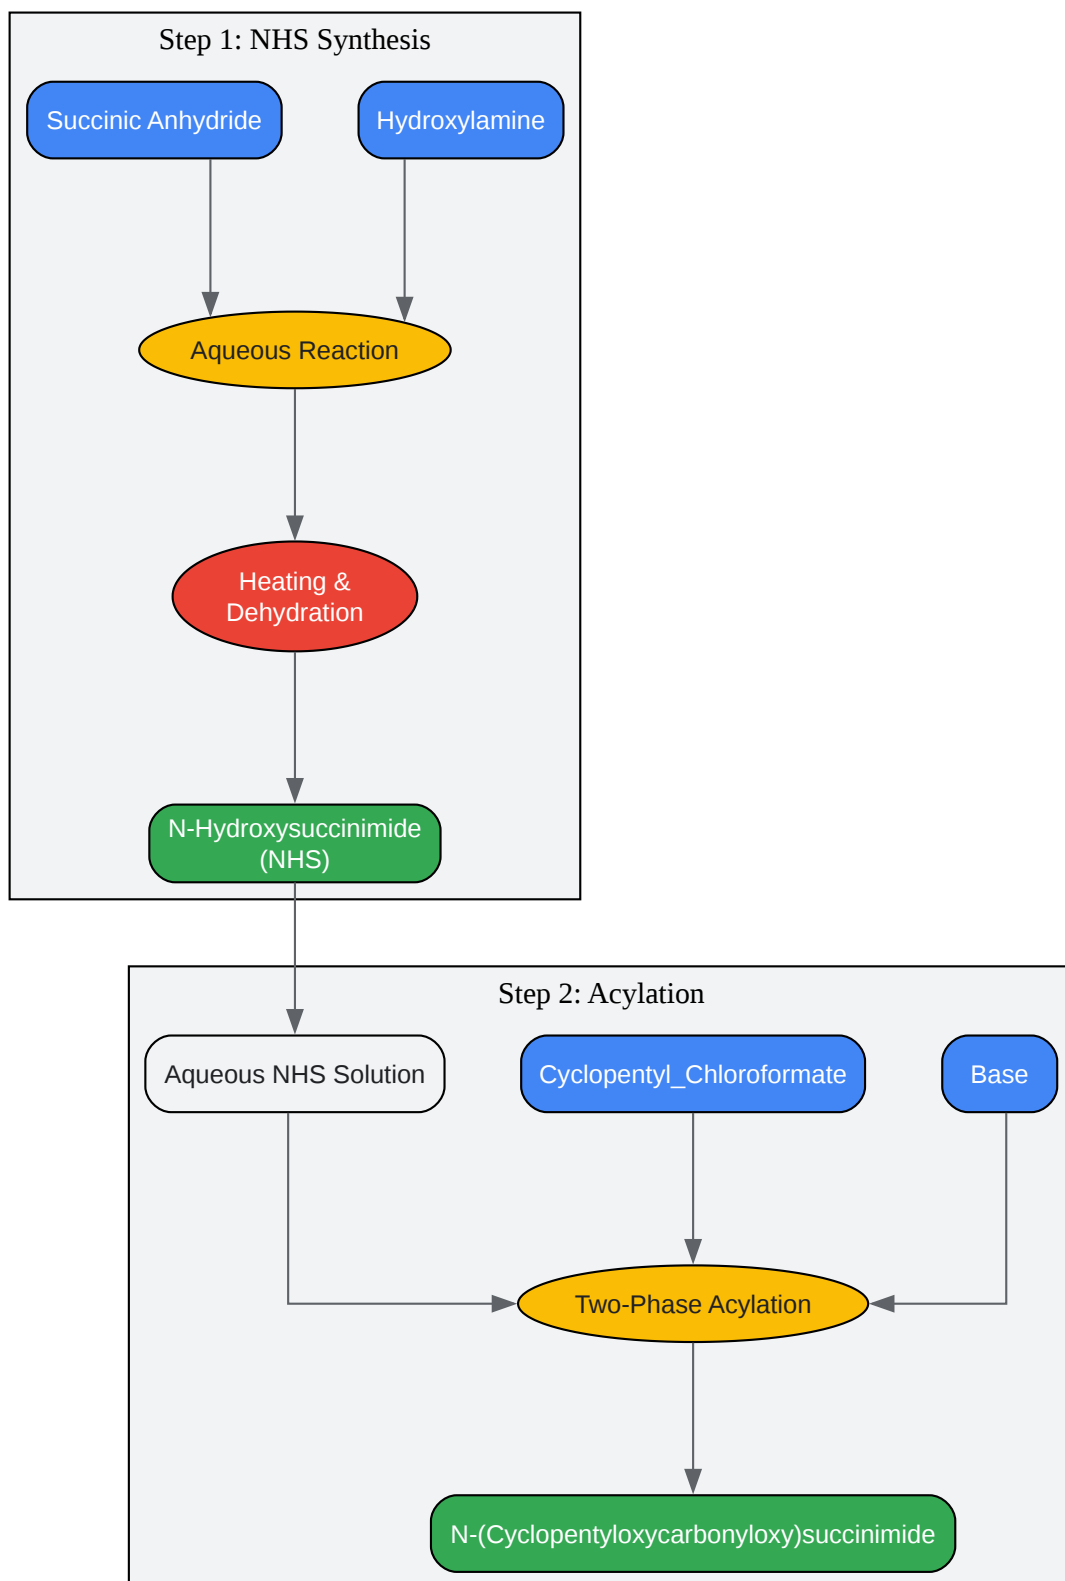 Step 1: NHS Synthesis
Succinic Anhydride
Hydroxylamine
Aqueous Reaction
Heating &
Dehydration
N-Hydroxysuccinimide
(NHS)
Step 2: Acylation
Aqueous NHS Solution
Cyclopentyl_Chloroformate
Base
Two-Phase Acylation
N-(Cyclopentyloxycarbonyloxy)succinimide